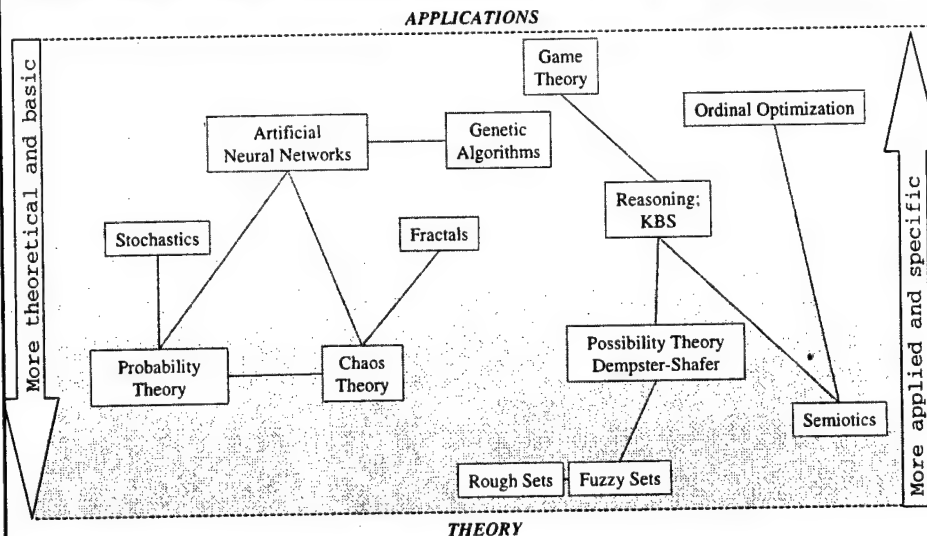 APPLICATIONS
More theoretical and basic
More applied and specific
Game
Theory
Ordinal Optimization
Artificial
Neural Networks
Genetic
Algorithms
Reasoning;
KBS
Stochastics
Fractals
Probability
Theory
Chaos
Theory
Possibility Theory
Dempster-Shafer
Semiotics
Rough Sets
Fuzzy Sets
THEORY